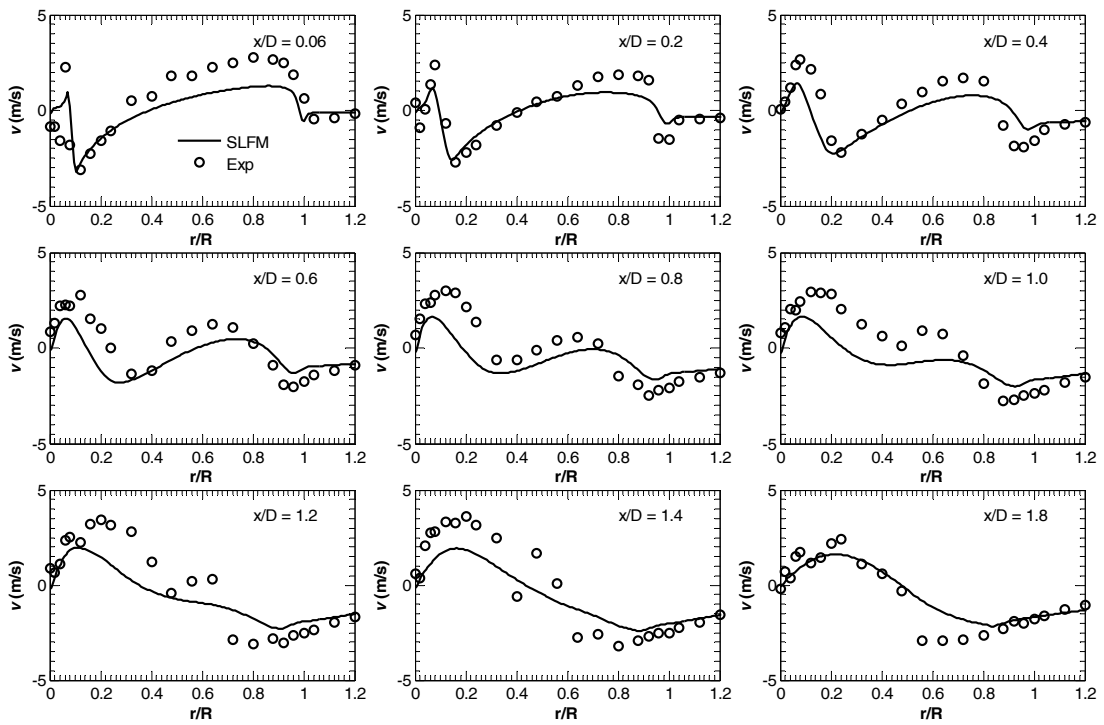 5
x/D = 0.06
v (m/s)
0
SLFM
Exp
-5
0 0.2 0.4 0.6 0.8 1 1.2
r/R
5
x/D = 0.2
v (m/s)
0
-5
0 0.2 0.4 0.6 0.8 1 1.2
r/R
5
x/D = 0.4
v (m/s)
0
-5
0 0.2 0.4 0.6 0.8 1 1.2
r/R
5
x/D = 0.6
v (m/s)
0
-5
0 0.2 0.4 0.6 0.8 1 1.2
r/R
5
x/D = 0.8
v (m/s)
0
-5
0 0.2 0.4 0.6 0.8 1 1.2
r/R
5
x/D = 1.0
v (m/s)
0
-5
0 0.2 0.4 0.6 0.8 1 1.2
r/R
5
x/D = 1.2
v (m/s)
0
-5
0 0.2 0.4 0.6 0.8 1 1.2
r/R
5
x/D = 1.4
v (m/s)
0
-5
0 0.2 0.4 0.6 0.8 1 1.2
r/R
5
x/D = 1.8
v (m/s)
0
-5
0 0.2 0.4 0.6 0.8 1 1.2
r/R